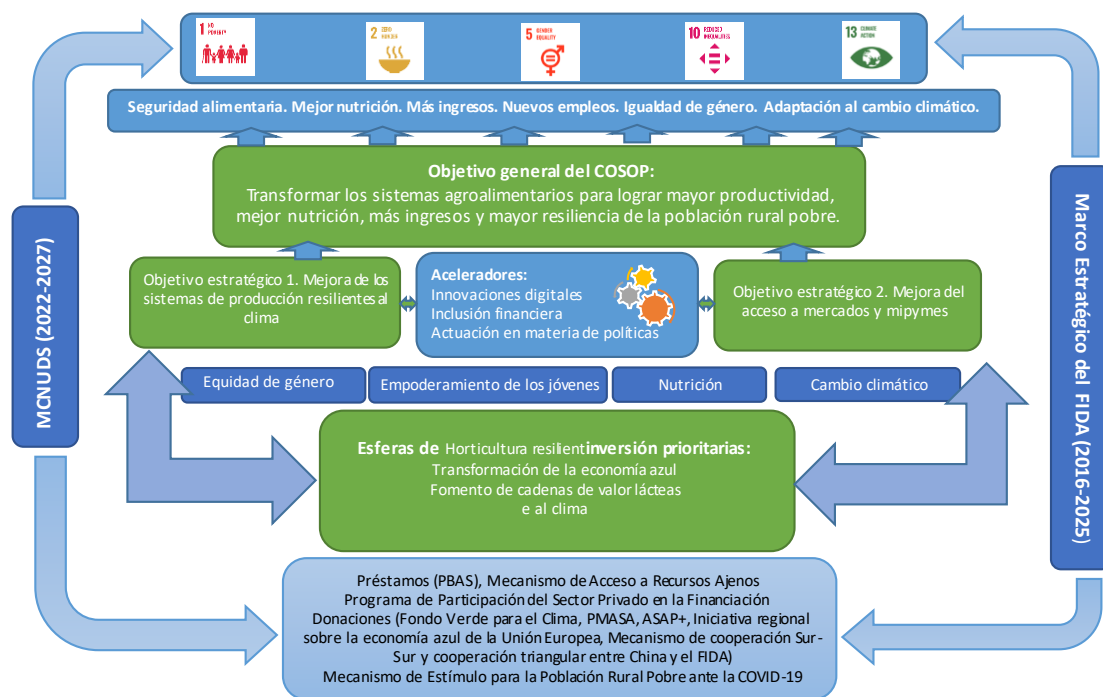 1 NO POVERTY
2 ZERO HUNGER
5 GENDER EQUALITY
10 REDUCED INEQUALITIES
13 CLIMATE ACTION
Seguridad alimentaria. Mejor nutrición. Más ingresos. Nuevos empleos. Igualdad de género. Adaptación al cambio climático.
Objetivo general del COSOP:
Transformar los sistemas agroalimentarios para lograr mayor productividad,
mejor nutrición, más ingresos y mayor resiliencia de la población rural pobre.
MCNUDS (2022-2027)
Marco Estratégico del FIDA (2016-2025)
Objetivo estratégico 1. Mejora de los
sistemas de producción resilientes al
clima
Aceleradores:
Innovaciones digitales
Inclusión financiera
Actuación en materia de políticas
Objetivo estratégico 2. Mejora del
acceso a mercados y mipymes
Equidad de género
Empoderamiento de los jóvenes
Nutrición
Cambio climático
Esferas de Horticultura resilientinversión prioritarias:
Transformación de la economía azul
Fomento de cadenas de valor lácteas
e al clima
Préstamos (PBAS), Mecanismo de Acceso a Recursos Ajenos
Programa de Participación del Sector Privado en la Financiación
Donaciones (Fondo Verde para el Clima, PMASA, ASAP+, Iniciativa regional
sobre la economía azul de la Unión Europea, Mecanismo de cooperación Sur-
Sur y cooperación triangular entre China y el FIDA)
Mecanismo de Estímulo para la Población Rural Pobre ante la COVID-19